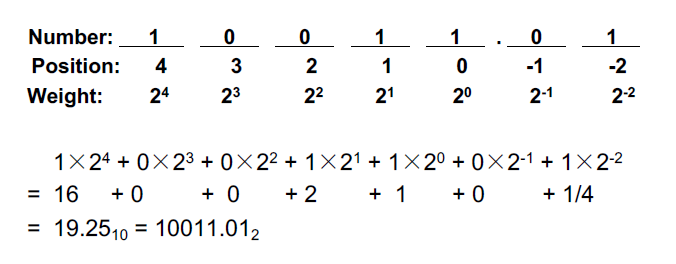 Number: 1 0 0 1 1 . 0 1
Position: 4 3 2 1 0 -1 -2
Weight: 2⁴ 2³ 2² 2¹ 2⁰ 2⁻¹ 2⁻²
1×2⁴ + 0×2³ + 0×2² + 1×2¹ + 1×2⁰ + 0×2⁻¹ + 1×2⁻²
= 16 + 0 + 0 + 2 + 1 + 0 + 1/4
= 19.25₁₀ = 10011.01₂